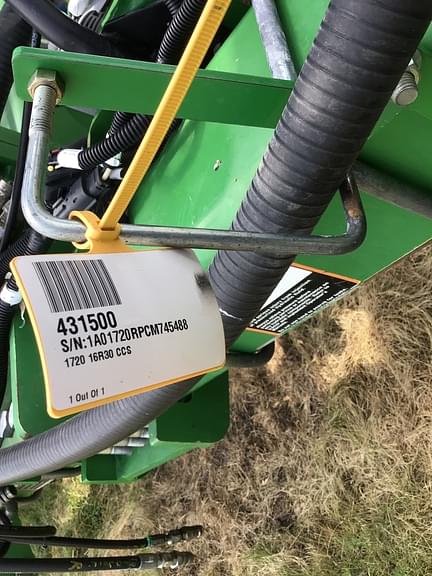 431500
S/N:1A01720RPCM745488
1720 16R30 CCS
1 Out Of 1